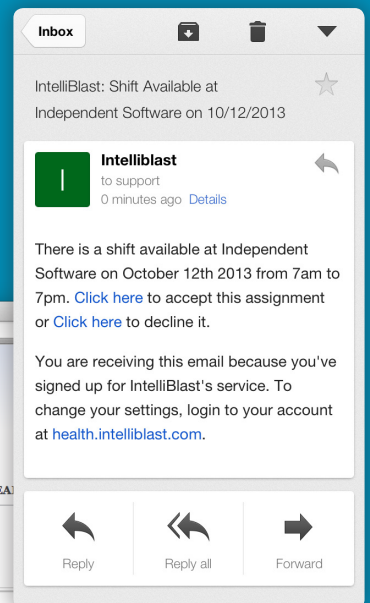 Inbox
IntelliBlast: Shift Available at
Independent Software on 10/12/2013
I
Intelliblast
to support
0 minutes ago Details
There is a shift available at Independent
Software on October 12th 2013 from 7am to
7pm. Click here to accept this assignment
or Click here to decline it.
You are receiving this email because you've
signed up for IntelliBlast's service. To
change your settings, login to your account
at health.intelliblast.com.
Reply
Reply all
Forward